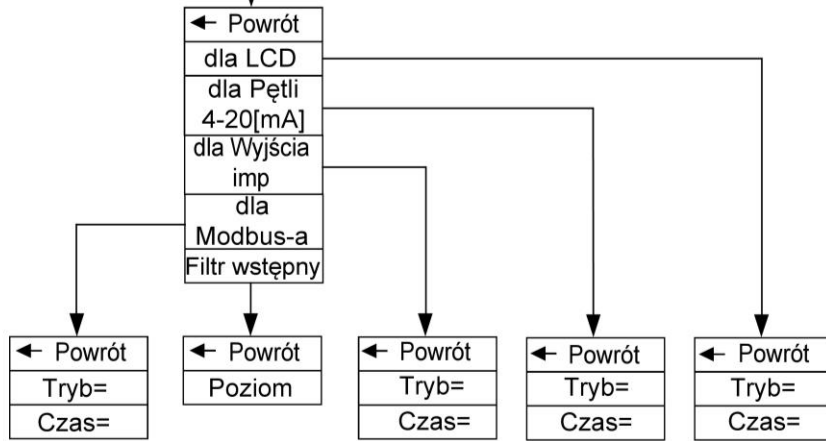 ← Powrót
dla LCD
dla Pętli
4-20[mA]
dla Wyjścia
imp
dla
Modbus-a
Filtr wstępny
← Powrót
Tryb=
Czas=
← Powrót
Poziom
← Powrót
Tryb=
Czas=
← Powrót
Tryb=
Czas=
← Powrót
Tryb=
Czas=